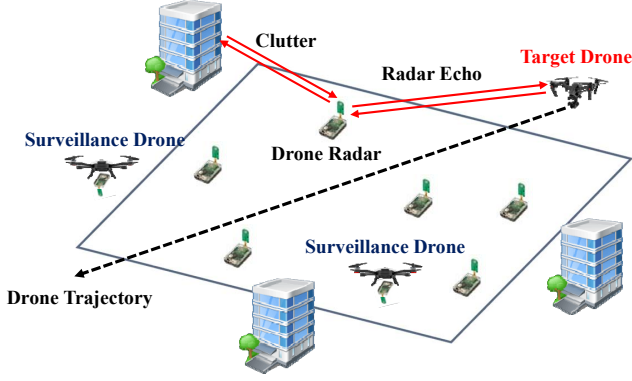 Clutter
Target Drone
Radar Echo
Surveillance Drone
Drone Radar
Surveillance Drone
Drone Trajectory